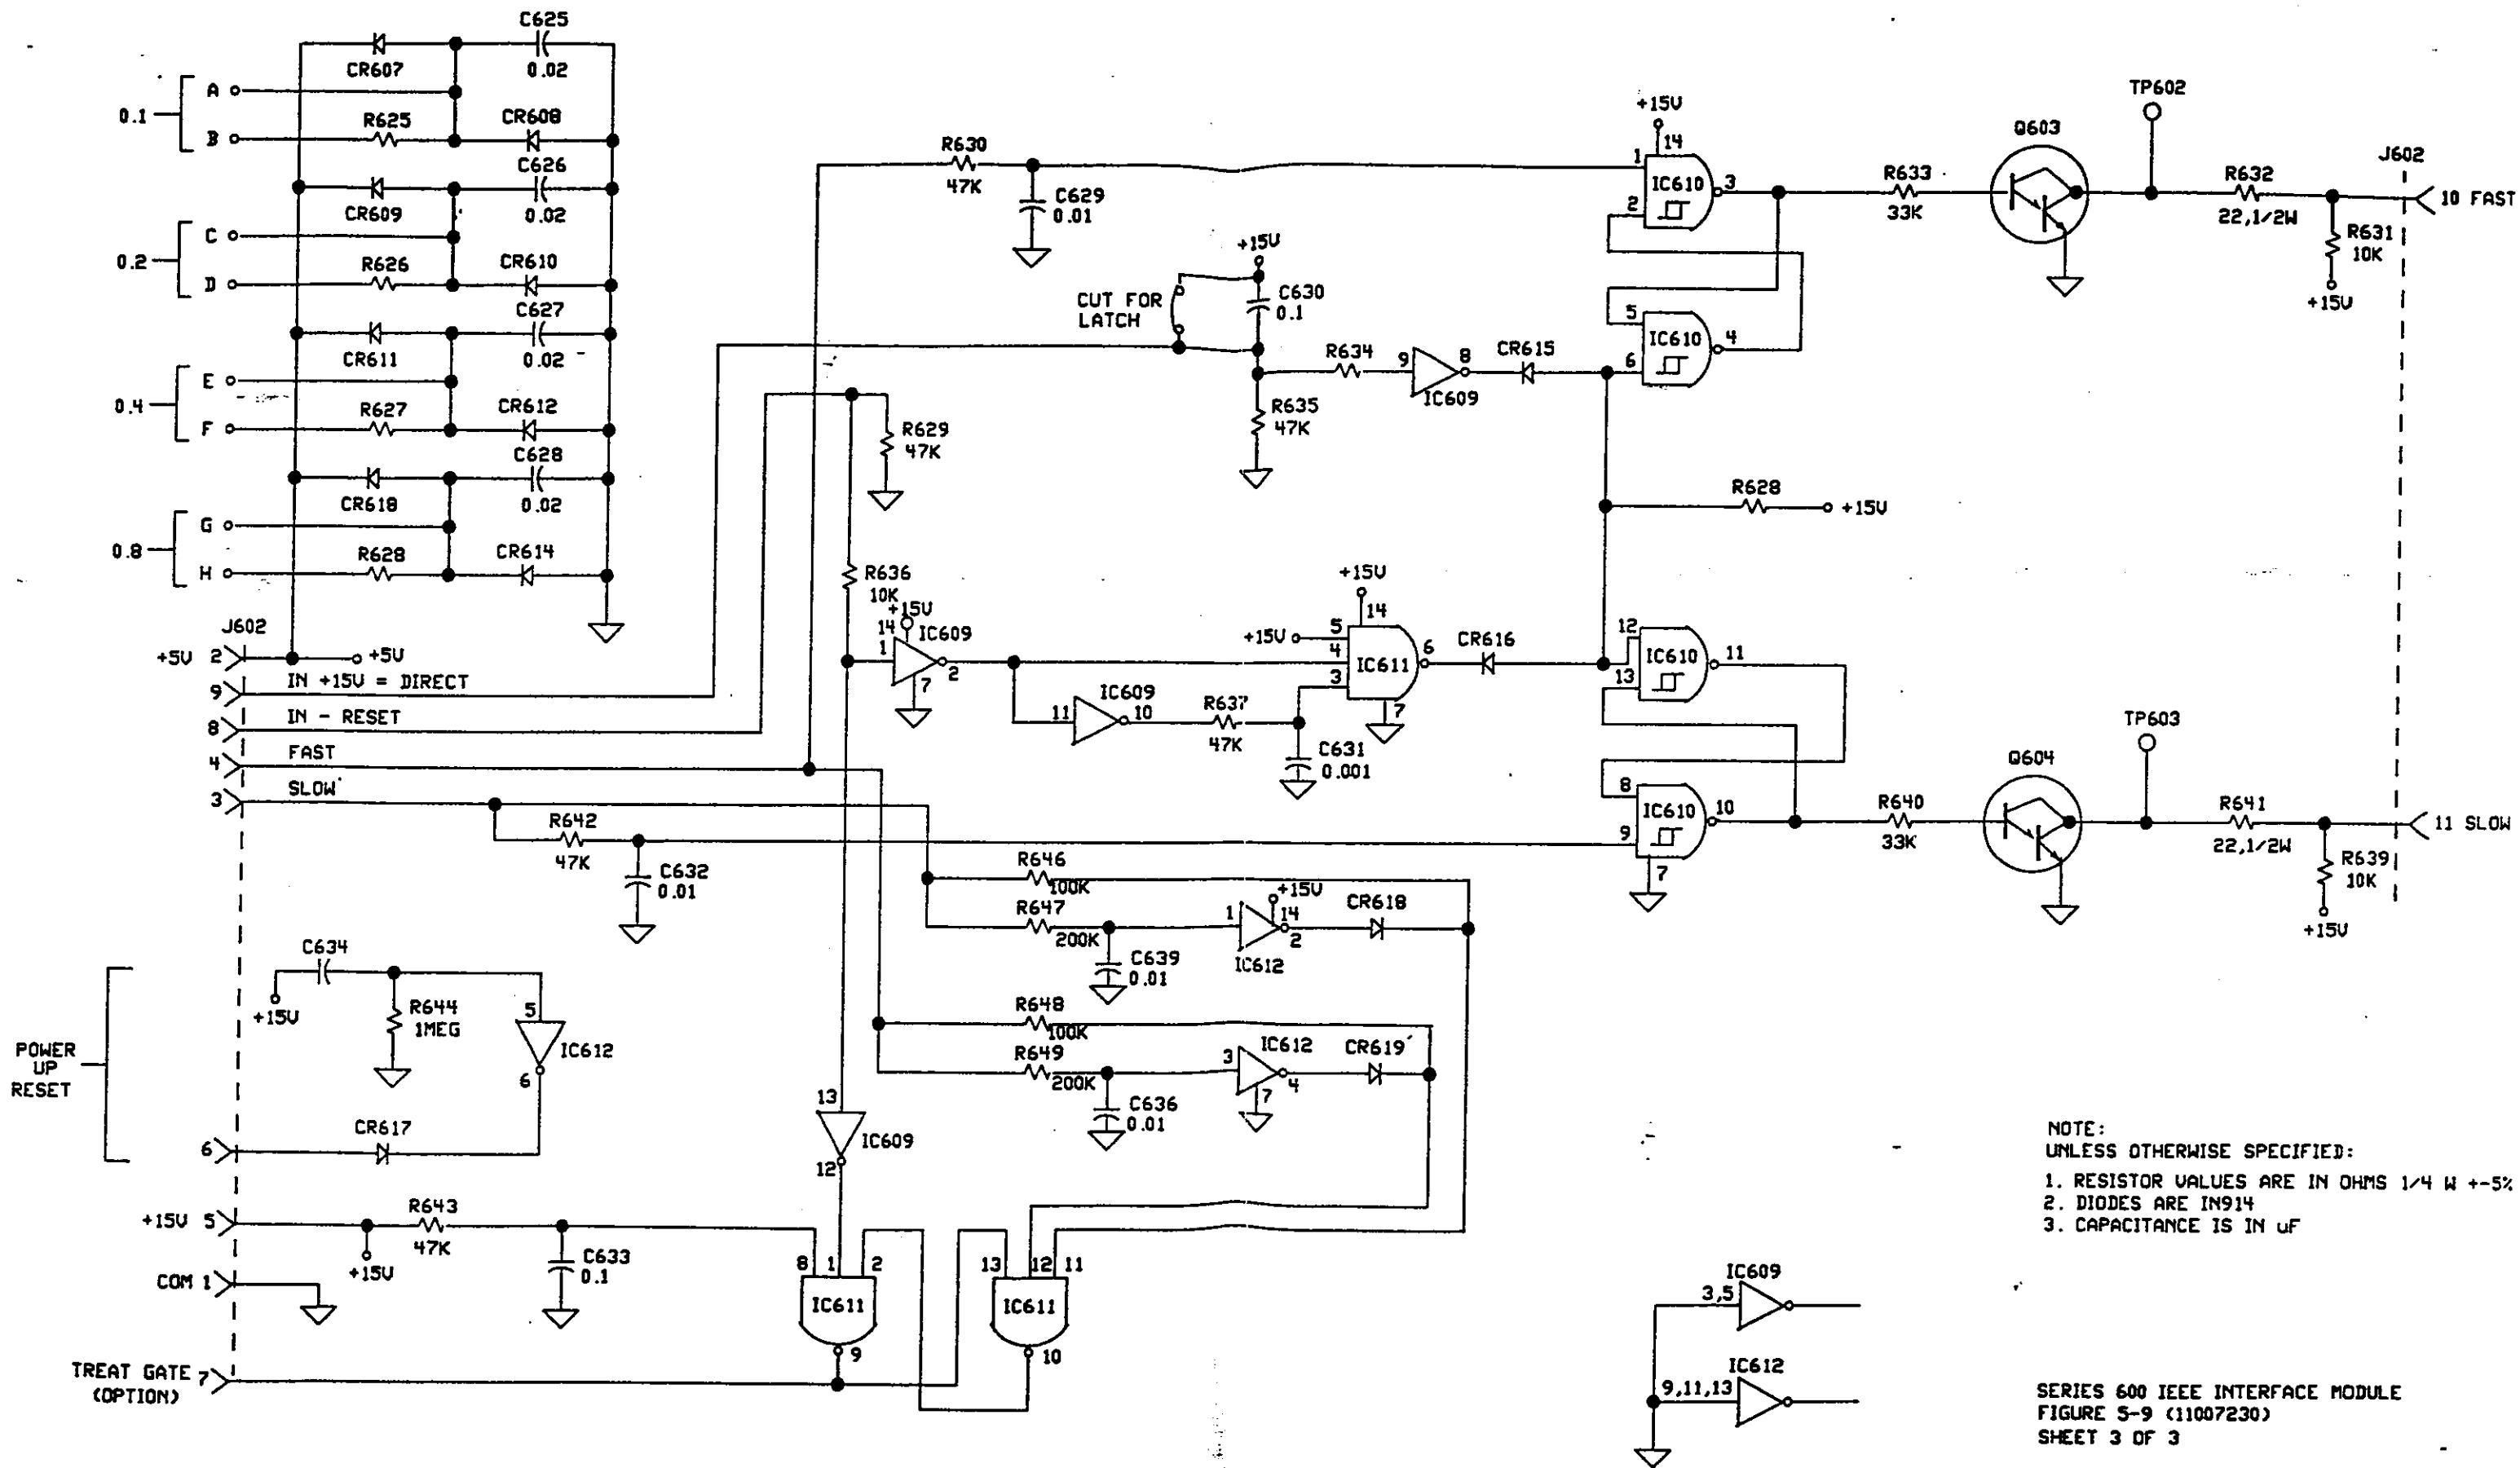 C625
CR607
0.02
A
0.1
B
R625
CR608
C626
CR609
0.02
C
0.2
D
R626
CR610
C627
CR611
0.02
E
0.4
F
R627
CR612
C628
CR618
0.02
G
0.8
H
R628
CR614
J602
+5V 2
+5V
9
IN +15V = DIRECT
8
IN - RESET
4
FAST
3
SLOW
R642
47K
C632
0.01
C634
+15V
R644
1MEG
5
IC612
6
POWER
UP
RESET
6
CR617
+15V 5
R643
47K
+15V
C633
0.1
COM 1
TREAT GATE 7
(OPTION)
R630
47K
C629
0.01
+15V
CUT FOR
LATCH
C630
0.1
R634
9
8
IC609
CR615
R635
47K
R629
47K
R636
10K
+15V
14
IC609
1
2
7
11
IC609
10
R637
47K
C631
0.001
+15V
14
+15V
5
4
3
IC611
6
7
CR616
+15V
14
1
2
IC610
3
5
6
IC610
4
R628
+15V
12
13
IC610
11
8
9
IC610
10
7
R633
33K
Q603
TP602
R632
22,1/2W
J602
10 FAST
R631
10K
+15V
R640
33K
Q604
TP603
R641
22,1/2W
11 SLOW
R639
10K
+15V
R646
100K
R647
200K
C639
0.01
1
+15V
14
2
IC612
CR618
R648
100K
R649
200K
C636
0.01
3
IC612
4
7
CR619
13
IC609
12
8
1
2
IC611
9
13
12
11
IC611
10
NOTE:
UNLESS OTHERWISE SPECIFIED:
1. RESISTOR VALUES ARE IN OHMS 1/4 W +-5%
2. DIODES ARE IN914
3. CAPACITANCE IS IN uF
IC609
3,5
IC612
9,11,13
SERIES 600 IEEE INTERFACE MODULE
FIGURE 5-9 (11007230)
SHEET 3 OF 3